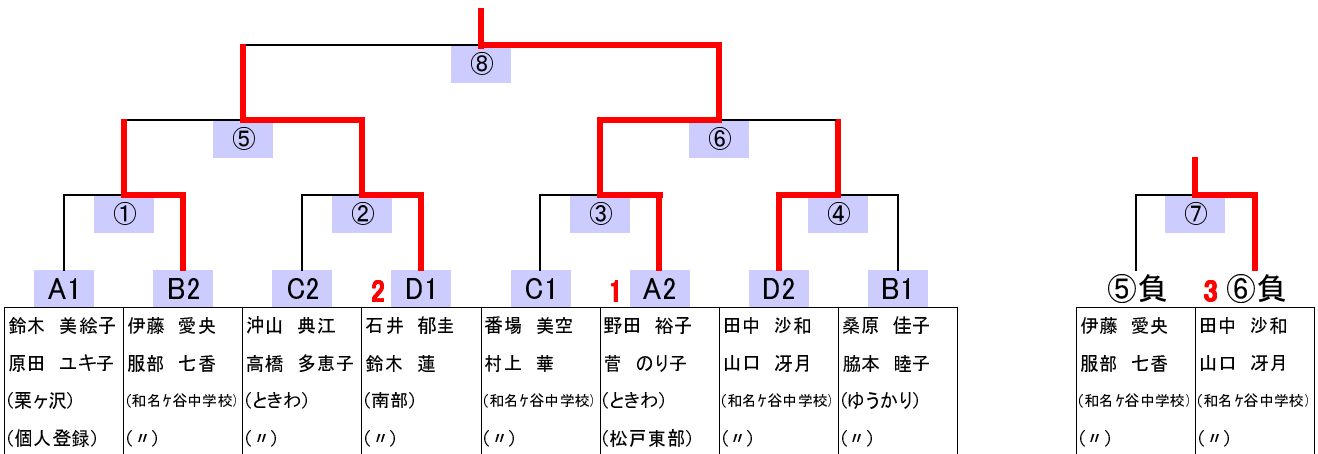 ⑧
⑤ ⑥
① ② ③ ④ ⑦
A1 B2 C2 2 D1 C1 1 A2 D2 B1 ⑤負 3 ⑥負
鈴木 美絵子 伊藤 愛央 沖山 典江 石井 郁圭 番場 美空 野田 裕子 田中 沙和 桑原 佳子 伊藤 愛央 田中 沙和
原田 ユキ子 服部 七香 高橋 多恵子 鈴木 蓮 村上 華 菅 のり子 山口 冴月 脇本 睦子 服部 七香 山口 冴月
(栗ヶ沢) (和名ケ谷中学校) (ときわ) (南部) (和名ケ谷中学校) (ときわ) (和名ケ谷中学校) (ゆうかり) (和名ケ谷中学校) (和名ケ谷中学校)
(個人登録) (〃) (〃) (〃) (〃) (松戸東部) (〃) (〃) (〃) (〃)